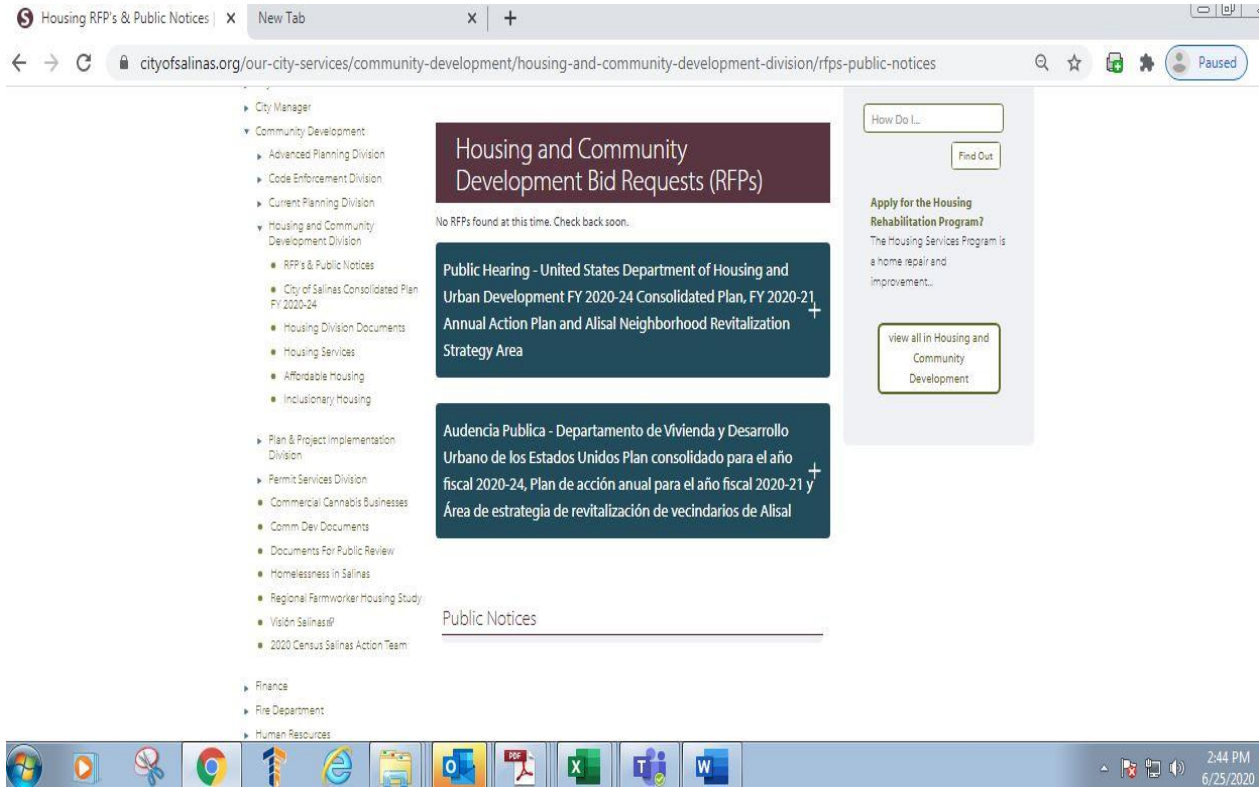 Housing RFP's & Public Notices |
New Tab
cityofsalinas.org/our-city-services/community-development/housing-and-community-development-division/rfps-public-notices
Paused
City Manager
Community Development
Advanced Planning Division
Code Enforcement Division
Current Planning Division
Housing and Community
Development Division
RFP's & Public Notices
City of Salinas Consolidated Plan
FY 2020-24
Housing Division Documents
Housing Services
Affordable Housing
Inclusionary Housing
Plan & Project Implementation
Division
Permit Services Division
Commercial Cannabis Businesses
Comm Dev Documents
Documents For Public Review
Homelessness in Salinas
Regional Farmworker Housing Study
Visión Salinas
2020 Census Salinas Action Team
Finance
Fire Department
Human Resources
Housing and Community
Development Bid Requests (RFPs)
No RFPs found at this time. Check back soon.
Public Hearing - United States Department of Housing and
Urban Development FY 2020-24 Consolidated Plan, FY 2020-21
Annual Action Plan and Alisal Neighborhood Revitalization
Strategy Area
Audencia Publica - Departamento de Vivienda y Desarrollo
Urbano de los Estados Unidos Plan consolidado para el año
fiscal 2020-24, Plan de acción anual para el año fiscal 2020-21 y
Área de estrategia de revitalización de vecindarios de Alisal
Public Notices
How Do I...
Find Out
Apply for the Housing
Rehabilitation Program?
The Housing Services Program is
a home repair and
improvement...
view all in Housing and
Community
Development
PDF
2:44 PM
6/25/2020